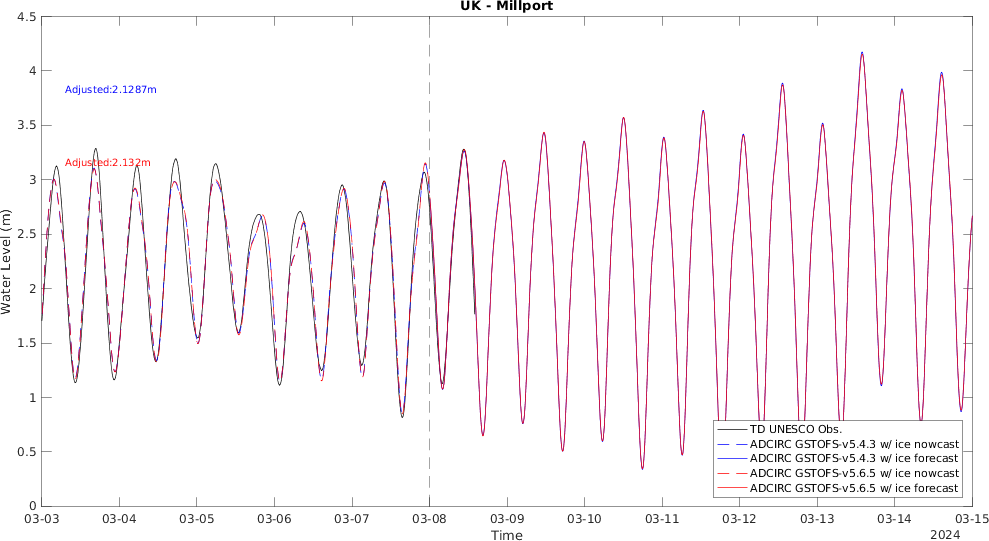 UK - Millport
4.5
4
3.5
3
2.5
2
1.5
1
0.5
0
Water Level (m)
Adjusted:2.1287m
Adjusted:2.132m
TD UNESCO Obs.
ADCIRC GSTOFS-v5.4.3 w/ ice nowcast
ADCIRC GSTOFS-v5.4.3 w/ ice forecast
ADCIRC GSTOFS-v5.6.5 w/ ice nowcast
ADCIRC GSTOFS-v5.6.5 w/ ice forecast
03-03 03-04 03-05 03-06 03-07 03-08 03-09 03-10 03-11 03-12 03-13 03-14 03-15
Time
2024